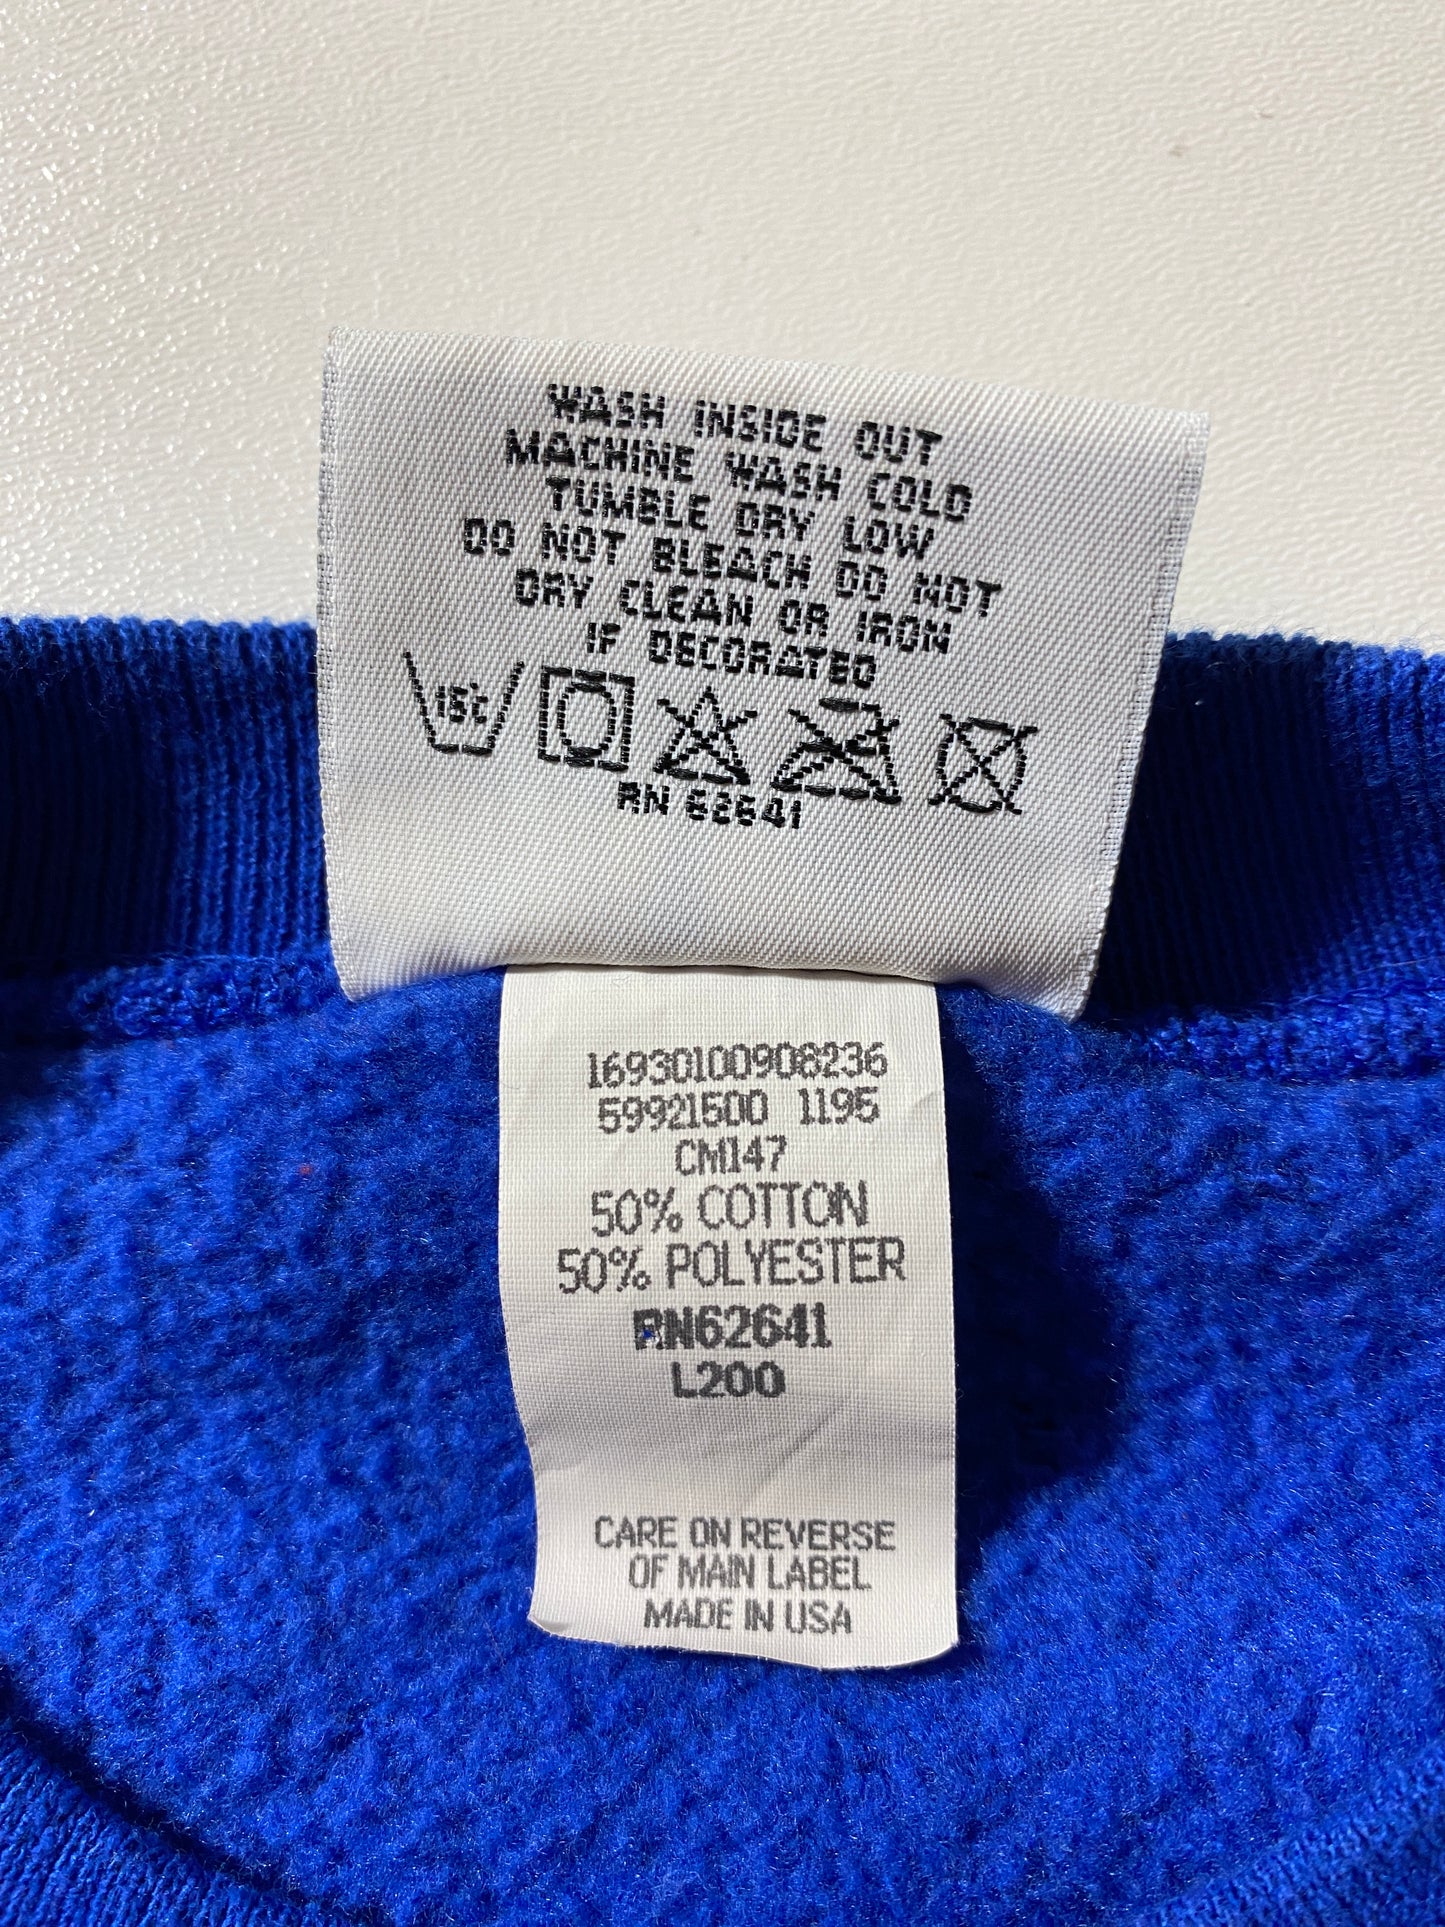 WASH INSIDE OUT
MACHINE WASH COLD
TUMBLE DRY LOW
DO NOT BLEACH DO NOT
DRY CLEAN OR IRON
IF DECORATED
15°C
RN 62641
16930100908236
59921500 1195
CM147
50% COTTON
50% POLYESTER
RN62641
L200
CARE ON REVERSE
OF MAIN LABEL
MADE IN USA